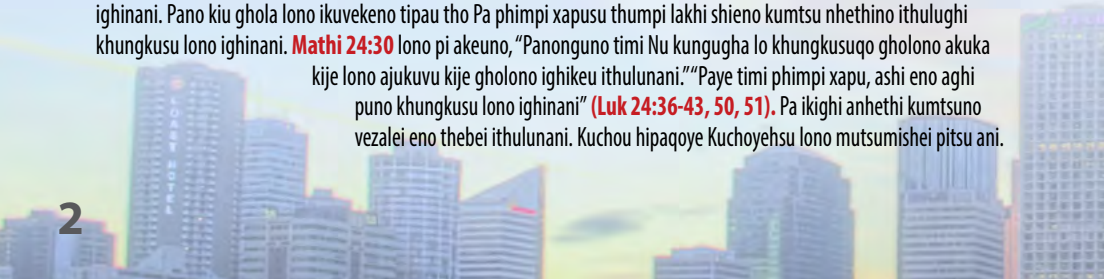 ighinani. Pano kiu ghola lono ikuvekeno tipau tho Pa phimpi xapusu thumpi lakhi shieno kumtsu nhethino ithulughi
khungkusu lono ighinani. Mathi 24:30 lono pi akeuno, “Panonguno timi Nu kungugha lo khungkusuqo gholono akuka
kije lono ajukuvu kije gholono ighikeu ithulunani.” “Paye timi phimpi xapu, ashi eno aghi
puno khungkusu lono ighinani” (Luk 24:36-43, 50, 51). Pa ikighi anhethi kumtsuno
vezalei eno thebei ithulunani. Kuchou hipaqoye Kuchoyehsu lono mutsumishei pitsu ani.
COAST HOTEL
2